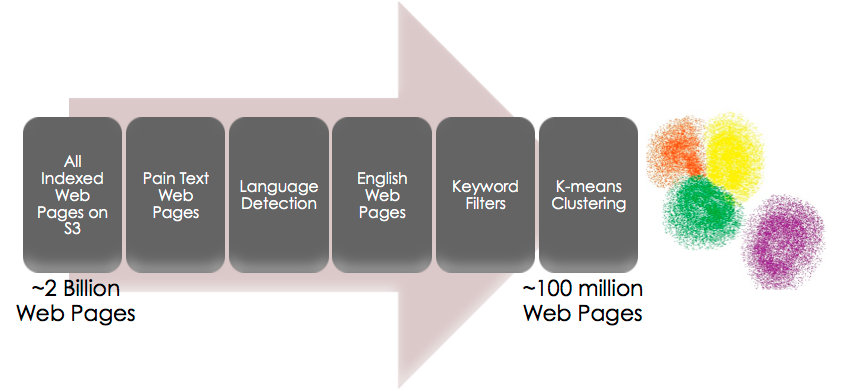 All
Indexed
Web
Pages on
S3
Pain Text
Web
Pages
Language
Detection
English
Web
Pages
Keyword
Filters
K-means
Clustering
~2 Billion
Web Pages
~100 million
Web Pages